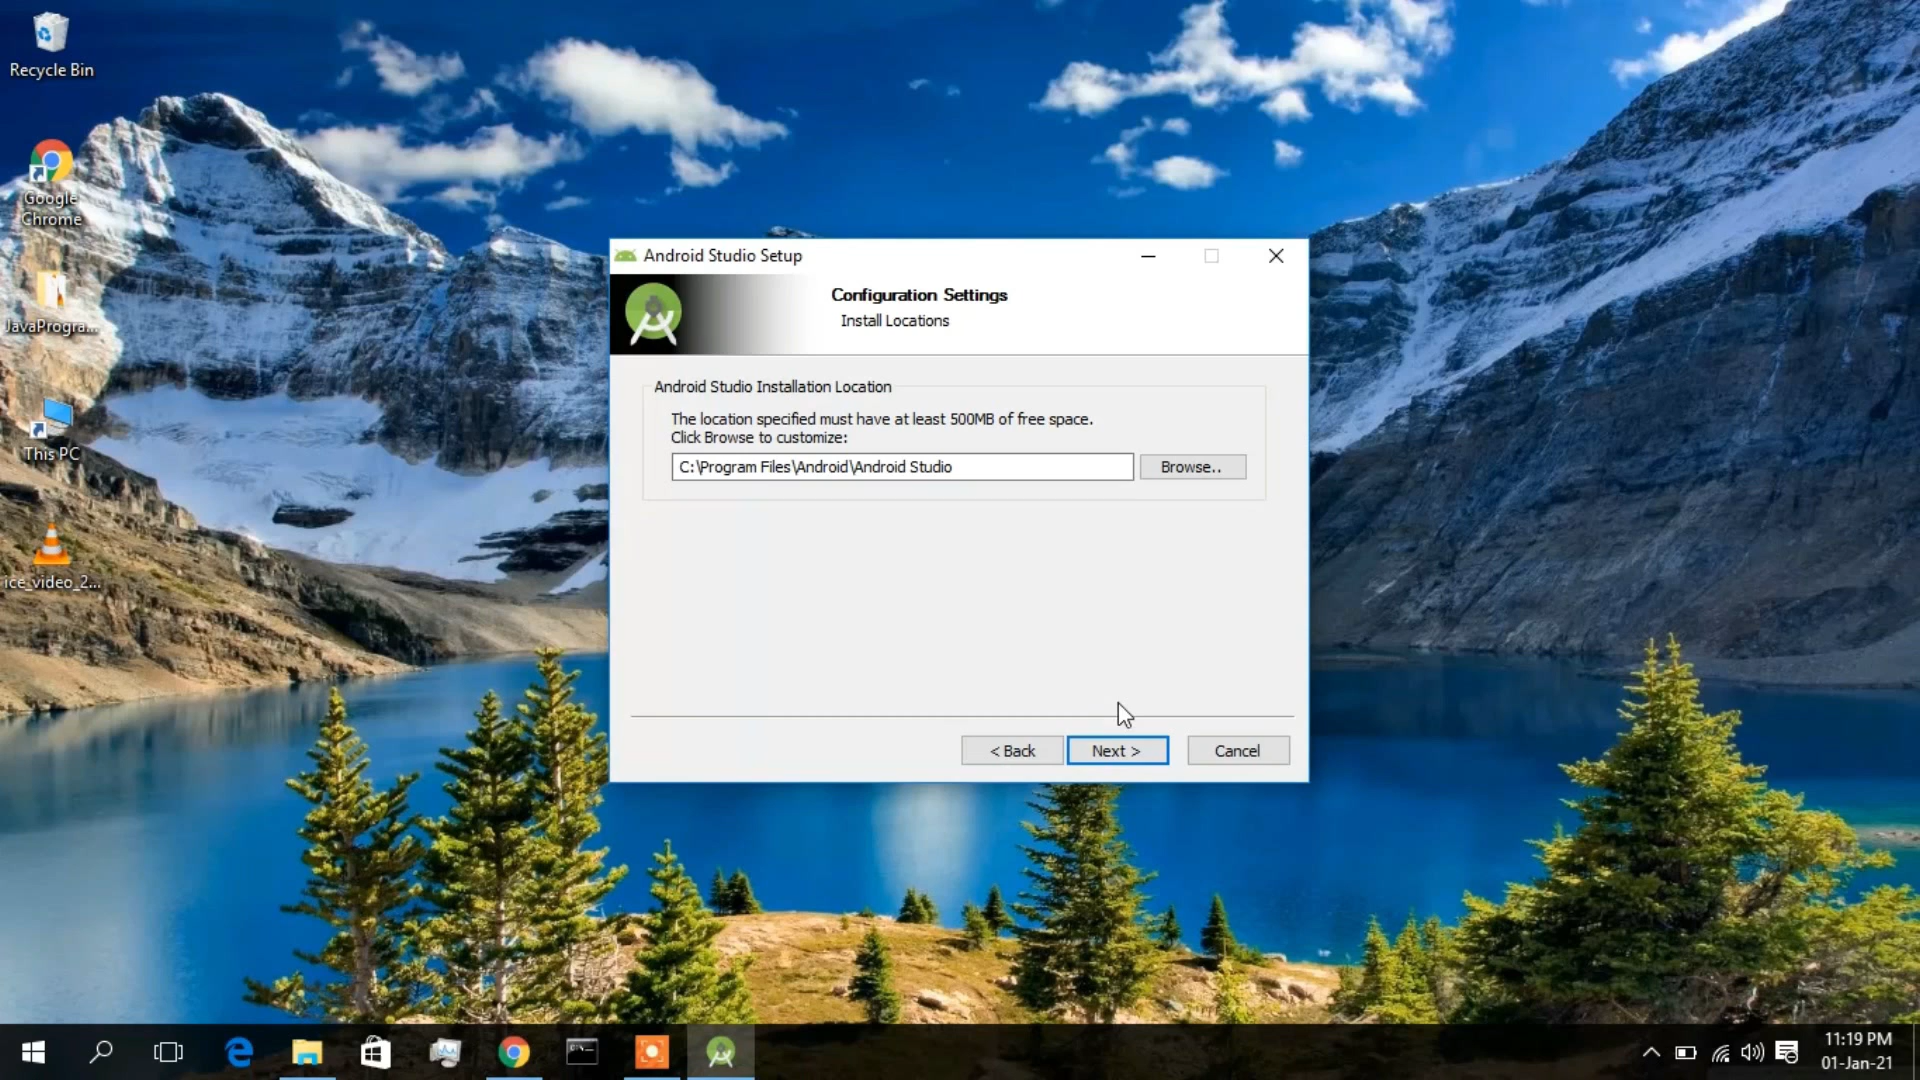 Recycle Bin
Google
Chrome
JavaProgra...
This PC
ice_video_2...
Android Studio Setup
Configuration Settings
Install Locations
Android Studio Installation Location
The location specified must have at least 500MB of free space.
Click Browse to customize:
C:\Program Files\Android\Android Studio
Browse..
< Back
Next >
Cancel
11:19 PM
01-Jan-21